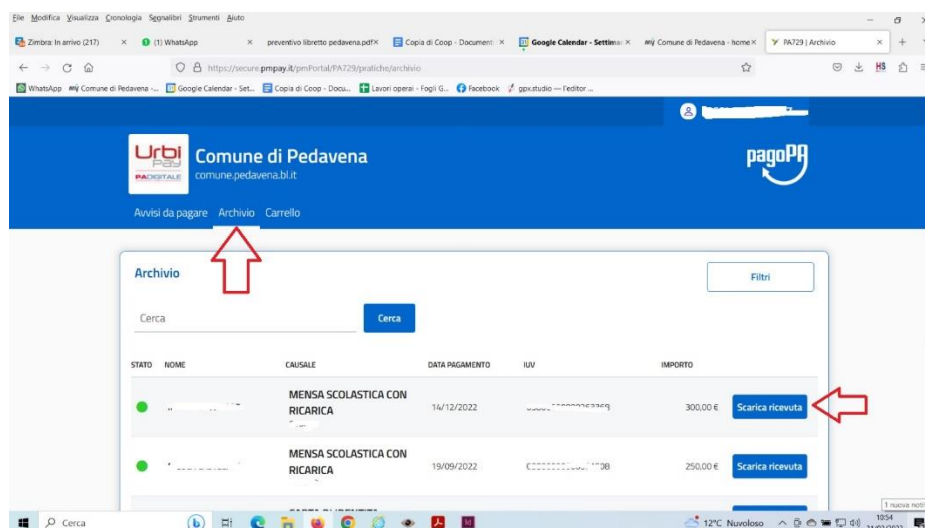 File Modifica Visualizza Cronologia Segnalibri Strumenti Aiuto
Zimbra: In arrivo (217) (1) WhatsApp preventivo libretto pedavena.pdf Copia di Coop - Document Google Calendar - Settima my Comune di Pedavena - home PA729 | Archivio
https://secure.pmpay.it/pmPortal/PA729/pratiche/archivio
WhatsApp my Comune di Pedavena -... Google Calendar - Set... Copia di Coop - Docu... Lavori operai - Fogli G... Facebook gpx.studio — l'editor ...
Urbi
Pay
PADIGITALE
Comune di Pedavena
comune.pedavena.bl.it
pagoPA
Avvisi da pagare Archivio Carrello
Archivio
Filtri
Cerca Cerca
STATO NOME CAUSALE DATA PAGAMENTO IUV IMPORTO
MENSA SCOLASTICA CON
RICARICA
14/12/2022 300,00 € Scarica ricevuta
MENSA SCOLASTICA CON
RICARICA
19/09/2022 250,00 € Scarica ricevuta
1 nuova noti
Cerca 12°C Nuvoloso 10:54